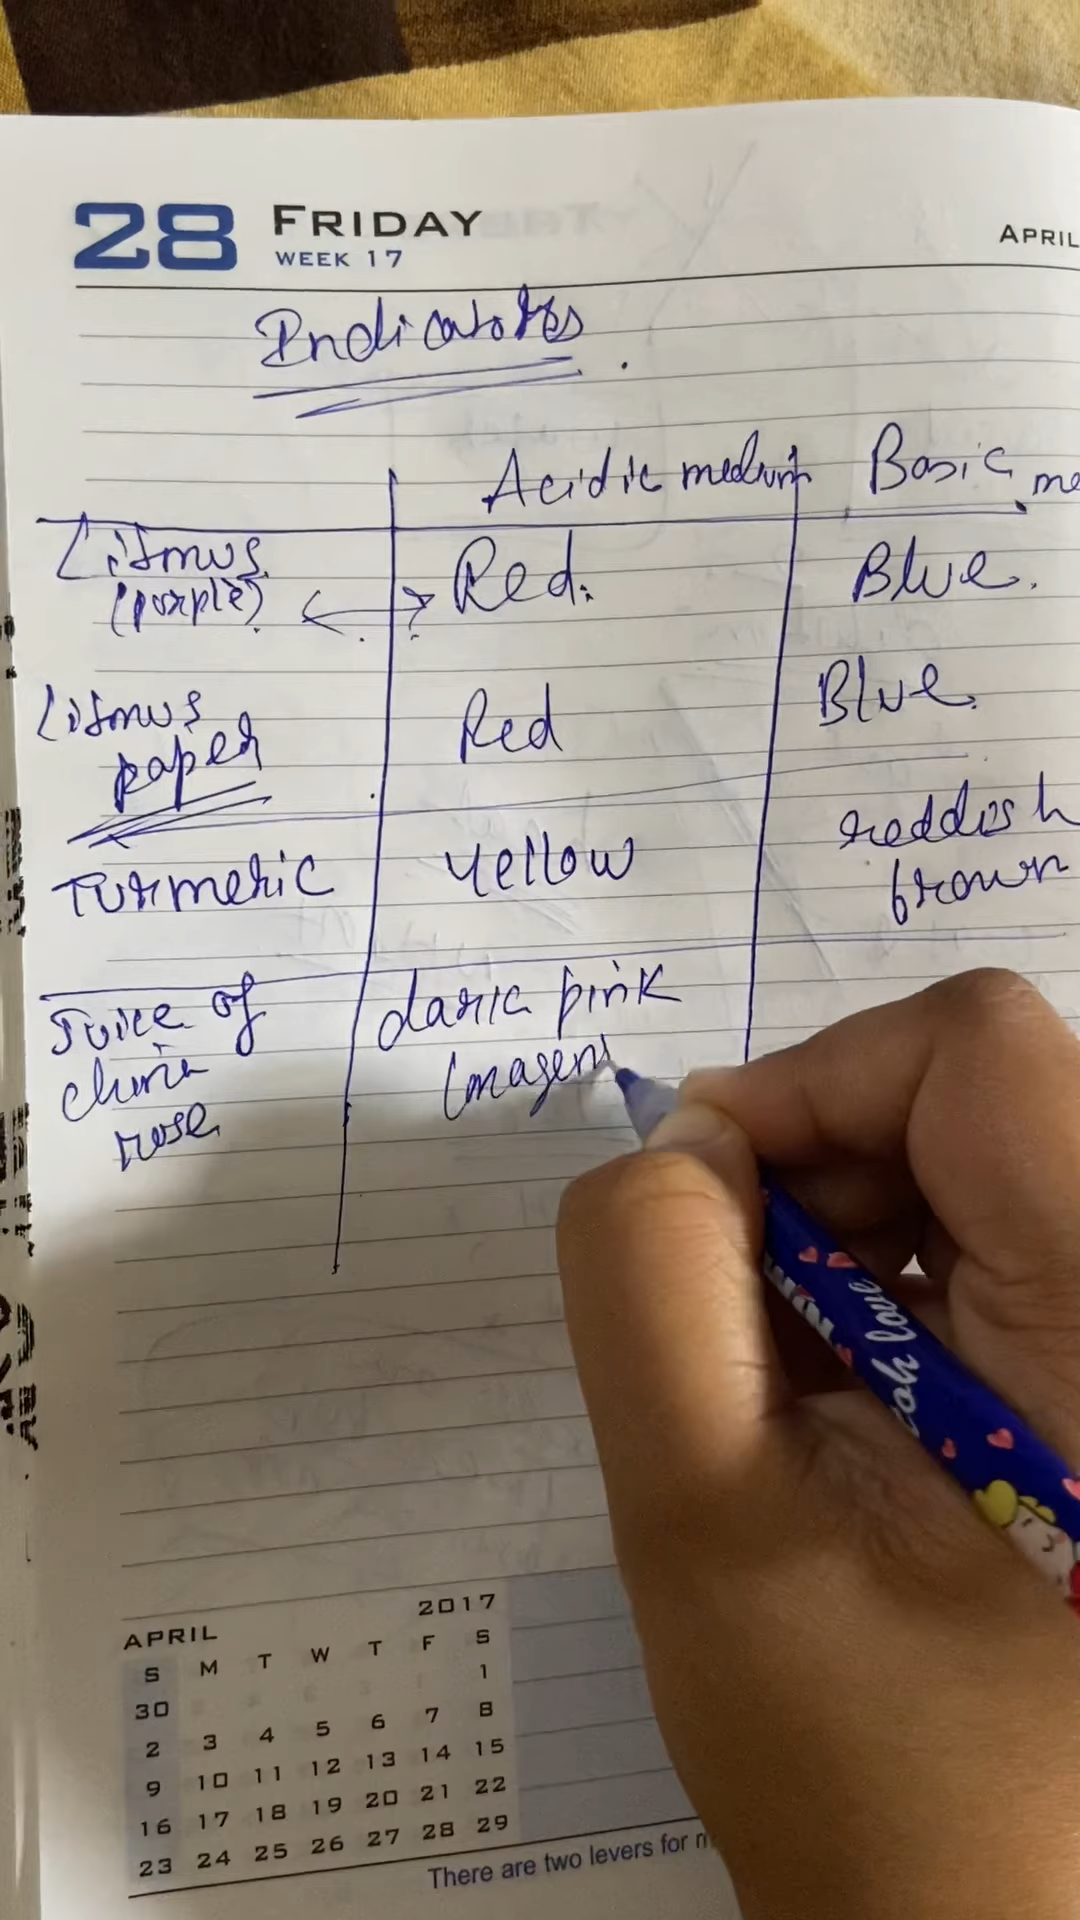 28 FRIDAY
WEEK 17
APRIL
Indicators
Acidic medium Basic me
Litmus Red. Blue.
(purple)
Litmus Red Blue.
paper
Turmeric Yellow reddish
brown
Juice of dark pink
china (magen
rose
APRIL 2017
S M T W T F S
30 1
2 3 4 5 6 7 8
9 10 11 12 13 14 15
16 17 18 19 20 21 22
23 24 25 26 27 28 29
There are two levers for
oh love